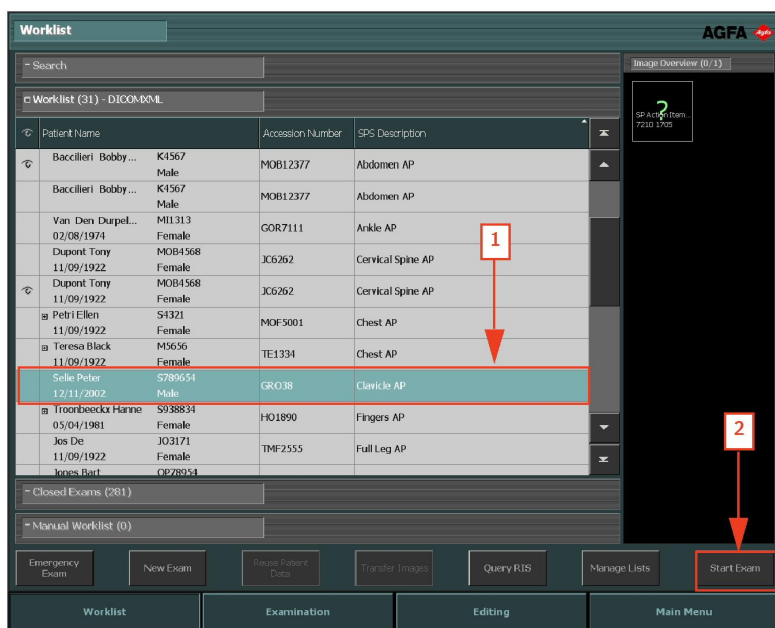 Worklist
AGFA
Agfa
Search
Image Overview (0/1)
Worklist (31) - DICOMXML
?
SP Action Item...
7210 1705
Patient Name Accession Number SPS Description
Baccilieri Bobby... K4567 MOB12377 Abdomen AP
Male
Baccilieri Bobby... K4567 MOB12377 Abdomen AP
Male
Van Den Durpel... MI1313 GOR7111 Ankle AP
02/08/1974 Female
1
Dupont Tony MOB4568 JC6262 Cervical Spine AP
11/09/1922 Female
Dupont Tony MOB4568 JC6262 Cervical Spine AP
11/09/1922 Female
Petri Ellen S4321 MOF5001 Chest AP
11/09/1922 Female
Teresa Black M5656 TE1334 Chest AP
11/09/1922 Female
Selie Peter S789654 GRO38 Clavicle AP
12/11/2002 Male
Troonbeeckx Hanne S938834 HO1890 Fingers AP
05/04/1981 Female
Jos De JO3171 TMF2555 Full Leg AP
11/09/1922 Female
2
Jones Bart OP78954
Closed Exams (281)
Manual Worklist (0)
Emergency Exam New Exam Reuse Patient Data Transfer Images Query RIS Manage Lists Start Exam
Worklist Examination Editing Main Menu